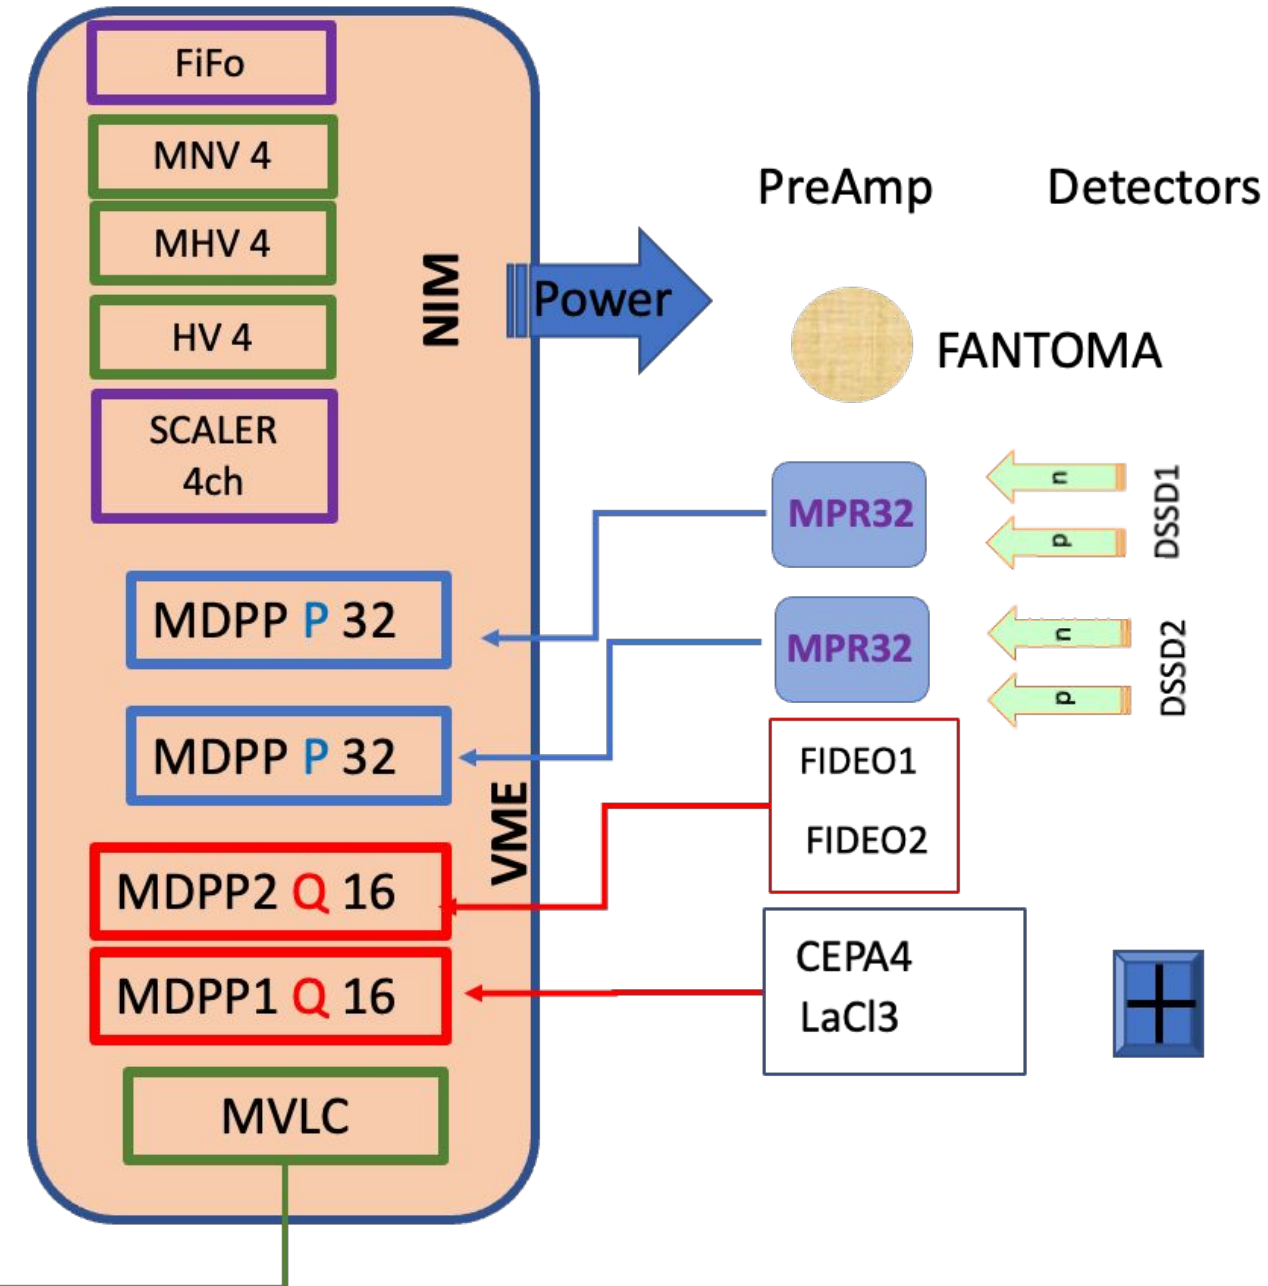 FiFo
MNV 4
MHV 4
HV 4
SCALER
4ch
NIM
Power
PreAmp
Detectors
FANTOMA
MPR32
n
p
DSSD1
MPR32
n
p
DSSD2
MDPP P 32
MDPP P 32
VME
FIDEO1
FIDEO2
MDPP2 Q 16
MDPP1 Q 16
CEPA4
LaCl3
MVLC